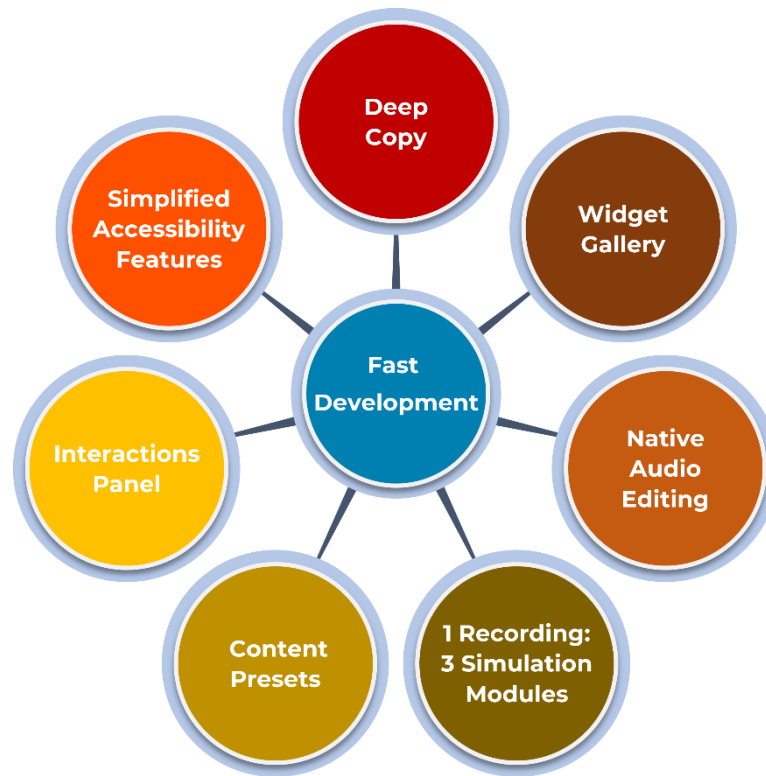 Deep
Copy
Widget
Gallery
Native
Audio
Editing
1 Recording:
3 Simulation
Modules
Content
Presets
Interactions
Panel
Simplified
Accessibility
Features
Fast
Development